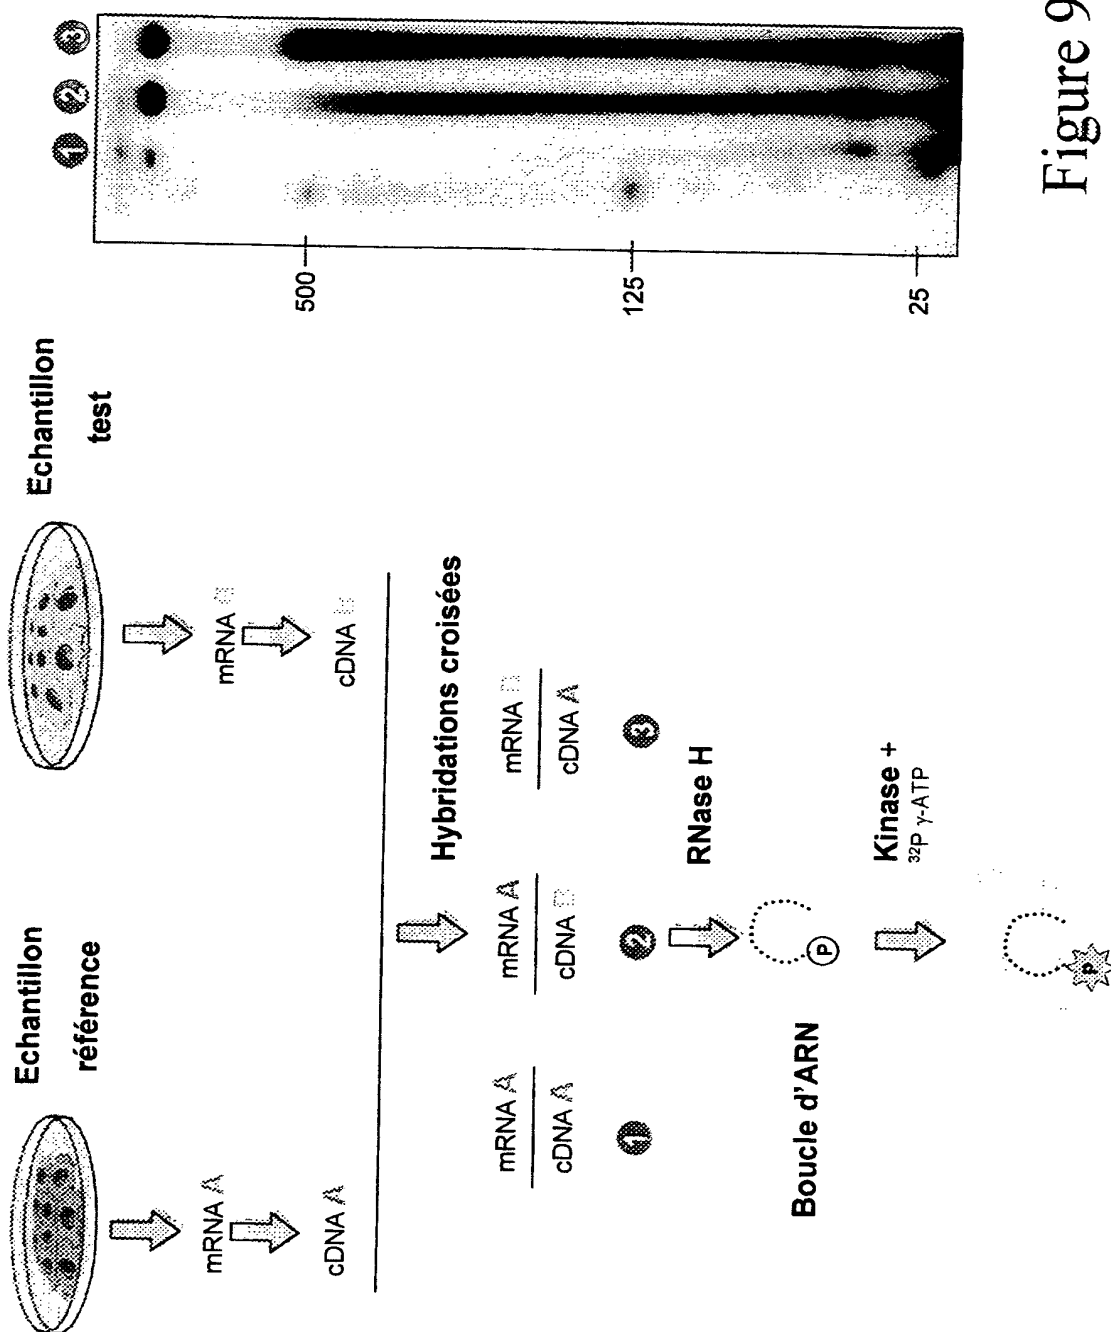 Echantillon
référence
Echantillon
test
mRNA A
mRNA B
cDNA A
cDNA B
Hybridations croisées
mRNA A
cDNA A
mRNA A
cDNA B
mRNA B
cDNA A
1
2
3
RNase H
Boucle d'ARN
P
Kinase +
32P γ-ATP
P
1
2
3
500
125
25
Figure 9